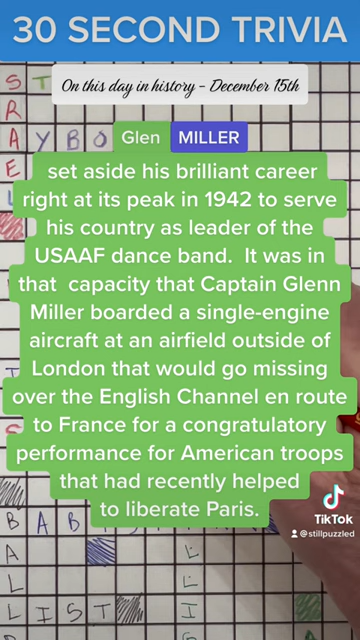 30 SECOND TRIVIA
On this day in history - December 15th
S T
R
A Y B O
E
Glen MILLER
set aside his brilliant career
right at its peak in 1942 to serve
his country as leader of the
USAAF dance band. It was in
that capacity that Captain Glenn
Miller boarded a single-engine
aircraft at an airfield outside of
London that would go missing
over the English Channel en route
to France for a congratulatory
performance for American troops
that had recently helped
to liberate Paris.
TikTok
@stillpuzzled
B A B
A
L
L I S T